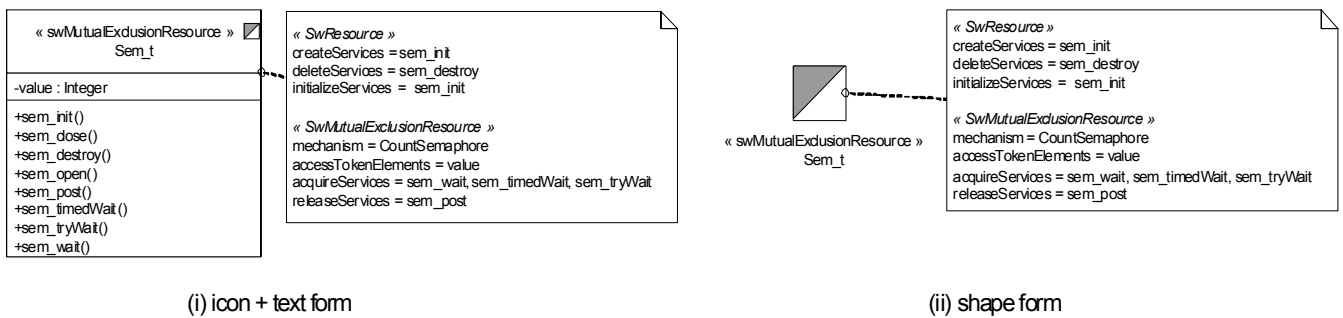 « swMutualExclusionResource »
Sem_t
-value : Integer
+sem_init()
+sem_close()
+sem_destroy()
+sem_open()
+sem_post()
+sem_timedWait()
+sem_tryWait()
+sem_wait()
« SwResource »
createServices = sem_init
deleteServices = sem_destroy
initializeServices = sem_init
« SwMutualExclusionResource »
mechanism = CountSemaphore
accessTokenElements = value
acquireServices = sem_wait, sem_timedWait, sem_tryWait
releaseServices = sem_post
(i) icon + text form
« swMutualExclusionResource »
Sem_t
« SwResource »
createServices = sem_init
deleteServices = sem_destroy
initializeServices = sem_init
« SwMutualExclusionResource »
mechanism = CountSemaphore
accessTokenElements = value
acquireServices = sem_wait, sem_timedWait, sem_tryWait
releaseServices = sem_post
(ii) shape form